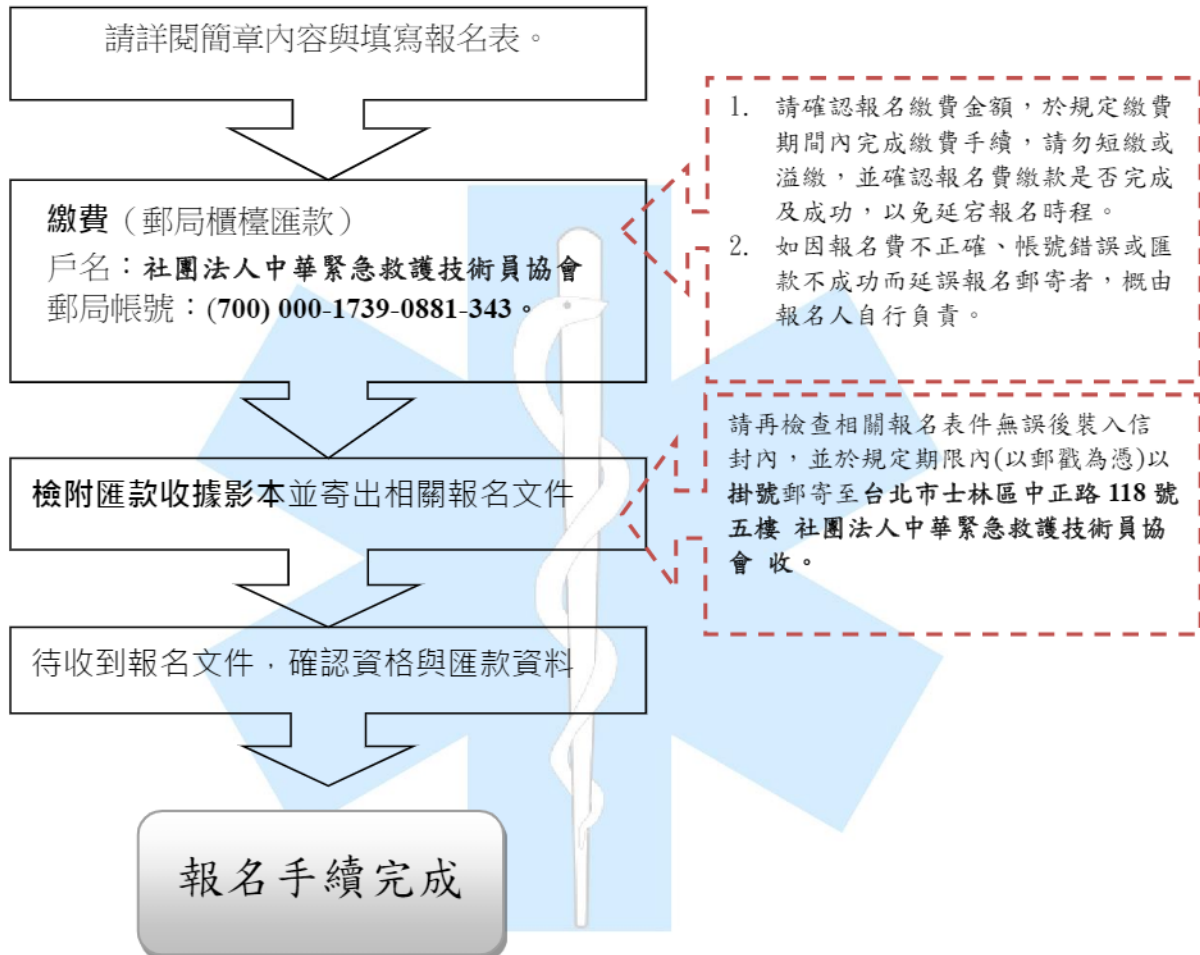 請詳閱簡章內容與填寫報名表。
繳費（郵局櫃檯匯款）
戶名：社團法人中華緊急救護技術員協會
郵局帳號：(700) 000-1739-0881-343。
1. 請確認報名繳費金額，於規定繳費
期間內完成繳費手續，請勿短繳或
溢繳，並確認報名費繳款是否完成
及成功，以免延宕報名時程。
2. 如因報名費不正確、帳號錯誤或匯
款不成功而延誤報名郵寄者，概由
報名人自行負責。
檢附匯款收據影本並寄出相關報名文件
請再檢查相關報名表件無誤後裝入信
封內，並於規定期限內(以郵戳為憑)以
掛號郵寄至台北市士林區中正路 118 號
五樓 社團法人中華緊急救護技術員協
會 收。
待收到報名文件，確認資格與匯款資料
報名手續完成